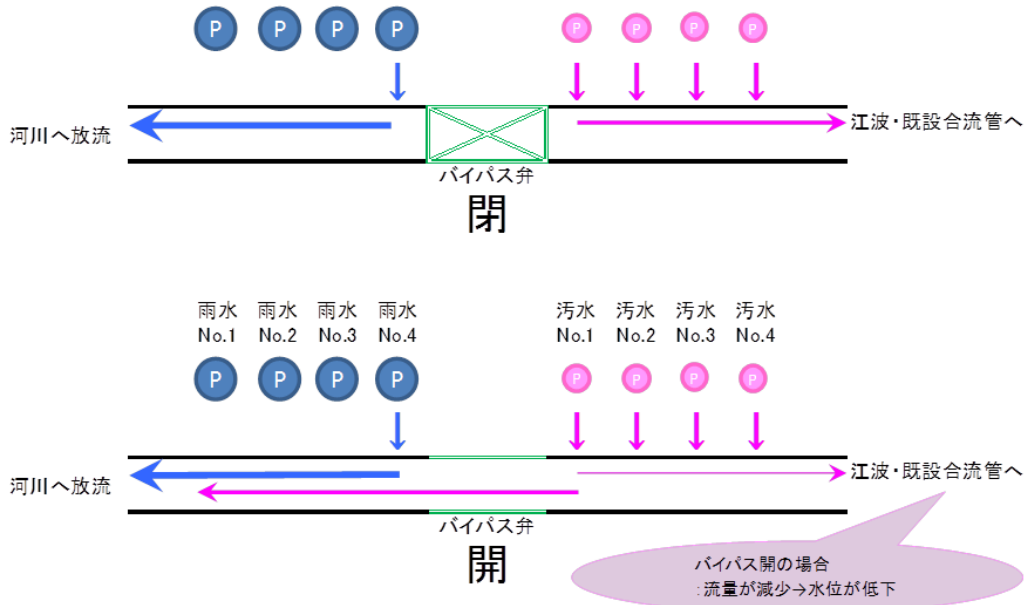 P P P P P P P P
河川へ放流
江波・既設合流管へ
バイパス弁
閉
雨水 雨水 雨水 雨水 汚水 汚水 汚水 汚水
No.1 No.2 No.3 No.4 No.1 No.2 No.3 No.4
P P P P P P P P
河川へ放流
江波・既設合流管へ
バイパス弁
開
バイパス開の場合
:流量が減少→水位が低下